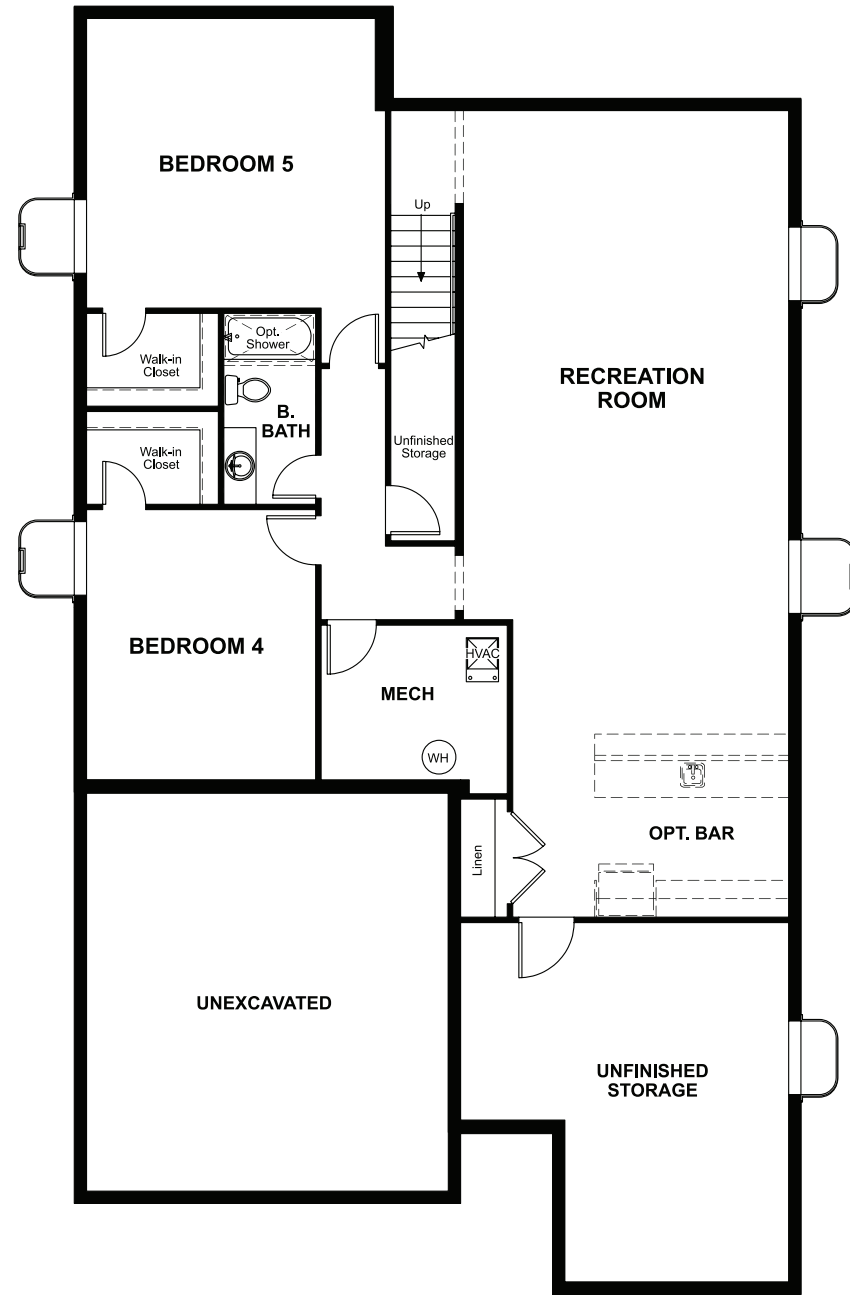 BEDROOM 5
Up
Opt.
Shower
Walk-in
Closet
RECREATION
ROOM
B.
BATH
Unfinished
Storage
Walk-in
Closet
BEDROOM 4
HVAC
MECH
WH
OPT. BAR
Linen
UNEXCAVATED
UNFINISHED
STORAGE